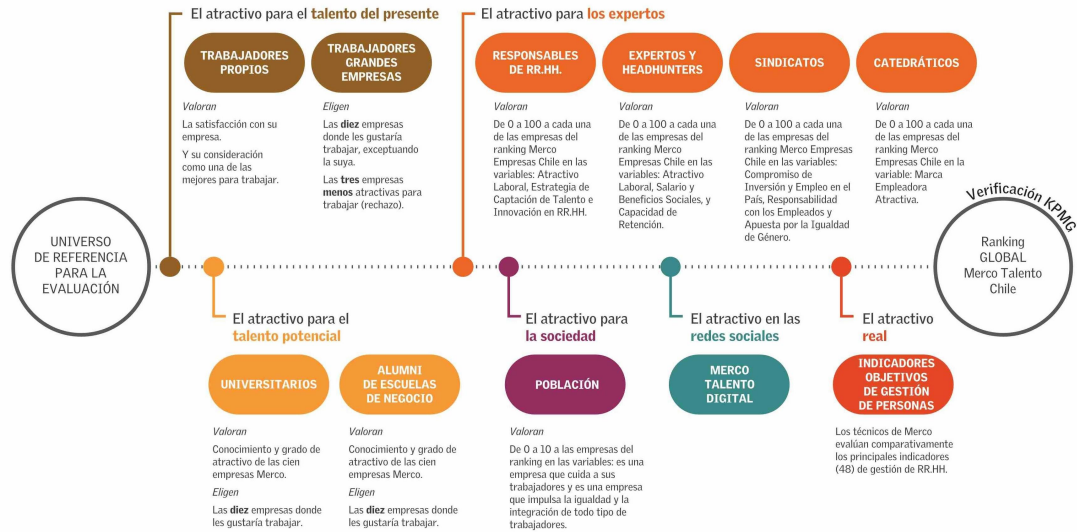 El atractivo para el talento del presente
TRABAJADORES
PROPIOS
Valoran
La satisfacción con su
empresa.
Y su consideración
como una de las
mejores para trabajar.
TRABAJADORES
GRANDES
EMPRESAS
Eligen
Las diez empresas
donde les gustaría
trabajar, exceptuando
la suya.
Las tres empresas
menos atractivas para
trabajar (rechazo).
El atractivo para los expertos
RESPONSABLES
DE RR.HH.
Valoran
De 0 a 100 a cada una
de las empresas del
ranking Merco
Empresas Chile en las
variables: Atractivo
Laboral, Estrategia de
Captación de Talento e
Innovación en RR.HH.
EXPERTOS Y
HEADHUNTERS
Valoran
De 0 a 100 a cada una
de las empresas del
ranking Merco
Empresas Chile en las
variables: Atractivo
Laboral, Salario y
Beneficios Sociales, y
Capacidad de
Retención.
SINDICATOS
Valoran
De 0 a 100 a cada una
de las empresas del
ranking Merco Empresas
Chile en las variables:
Compromiso de
Inversión y Empleo en el
País, Responsabilidad
con los Empleados y
Apuesta por la Igualdad
de Género.
CATEDRÁTICOS
Valoran
De 0 a 100 a cada una
de las empresas del
ranking Merco
Empresas Chile en la
variable: Marca
Empleadora
Atractiva.
UNIVERSO
DE REFERENCIA
PARA LA
EVALUACIÓN
Verificación KPMG
Ranking
GLOBAL
Merco Talento
Chile
El atractivo para el
talento potencial
UNIVERSITARIOS
Valoran
Conocimiento y grado de
atractivo de las cien
empresas Merco.
Eligen
Las diez empresas donde
les gustaría trabajar.
ALUMNI
DE ESCUELAS
DE NEGOCIO
Valoran
Conocimiento y grado de
atractivo de las cien
empresas Merco.
Eligen
Las diez empresas donde
les gustaría trabajar.
El atractivo para
la sociedad
POBLACIÓN
Valoran
De 0 a 10 a las empresas del
ranking en las variables: es una
empresa que cuida a sus
trabajadores y es una empresa
que impulsa la igualdad y la
integración de todo tipo de
trabajadores.
El atractivo en las
redes sociales
MERCO
TALENTO
DIGITAL
El atractivo
real
INDICADORES
OBJETIVOS
DE GESTIÓN
DE PERSONAS
Los técnicos de Merco
evalúan comparativamente
los principales indicadores
(48) de gestión de RR.HH.